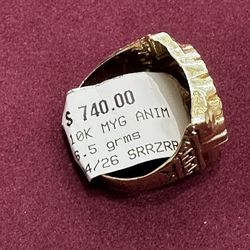 $ 740.00
10K MYG ANIM
6.5 grms
4/26 SRRZRR